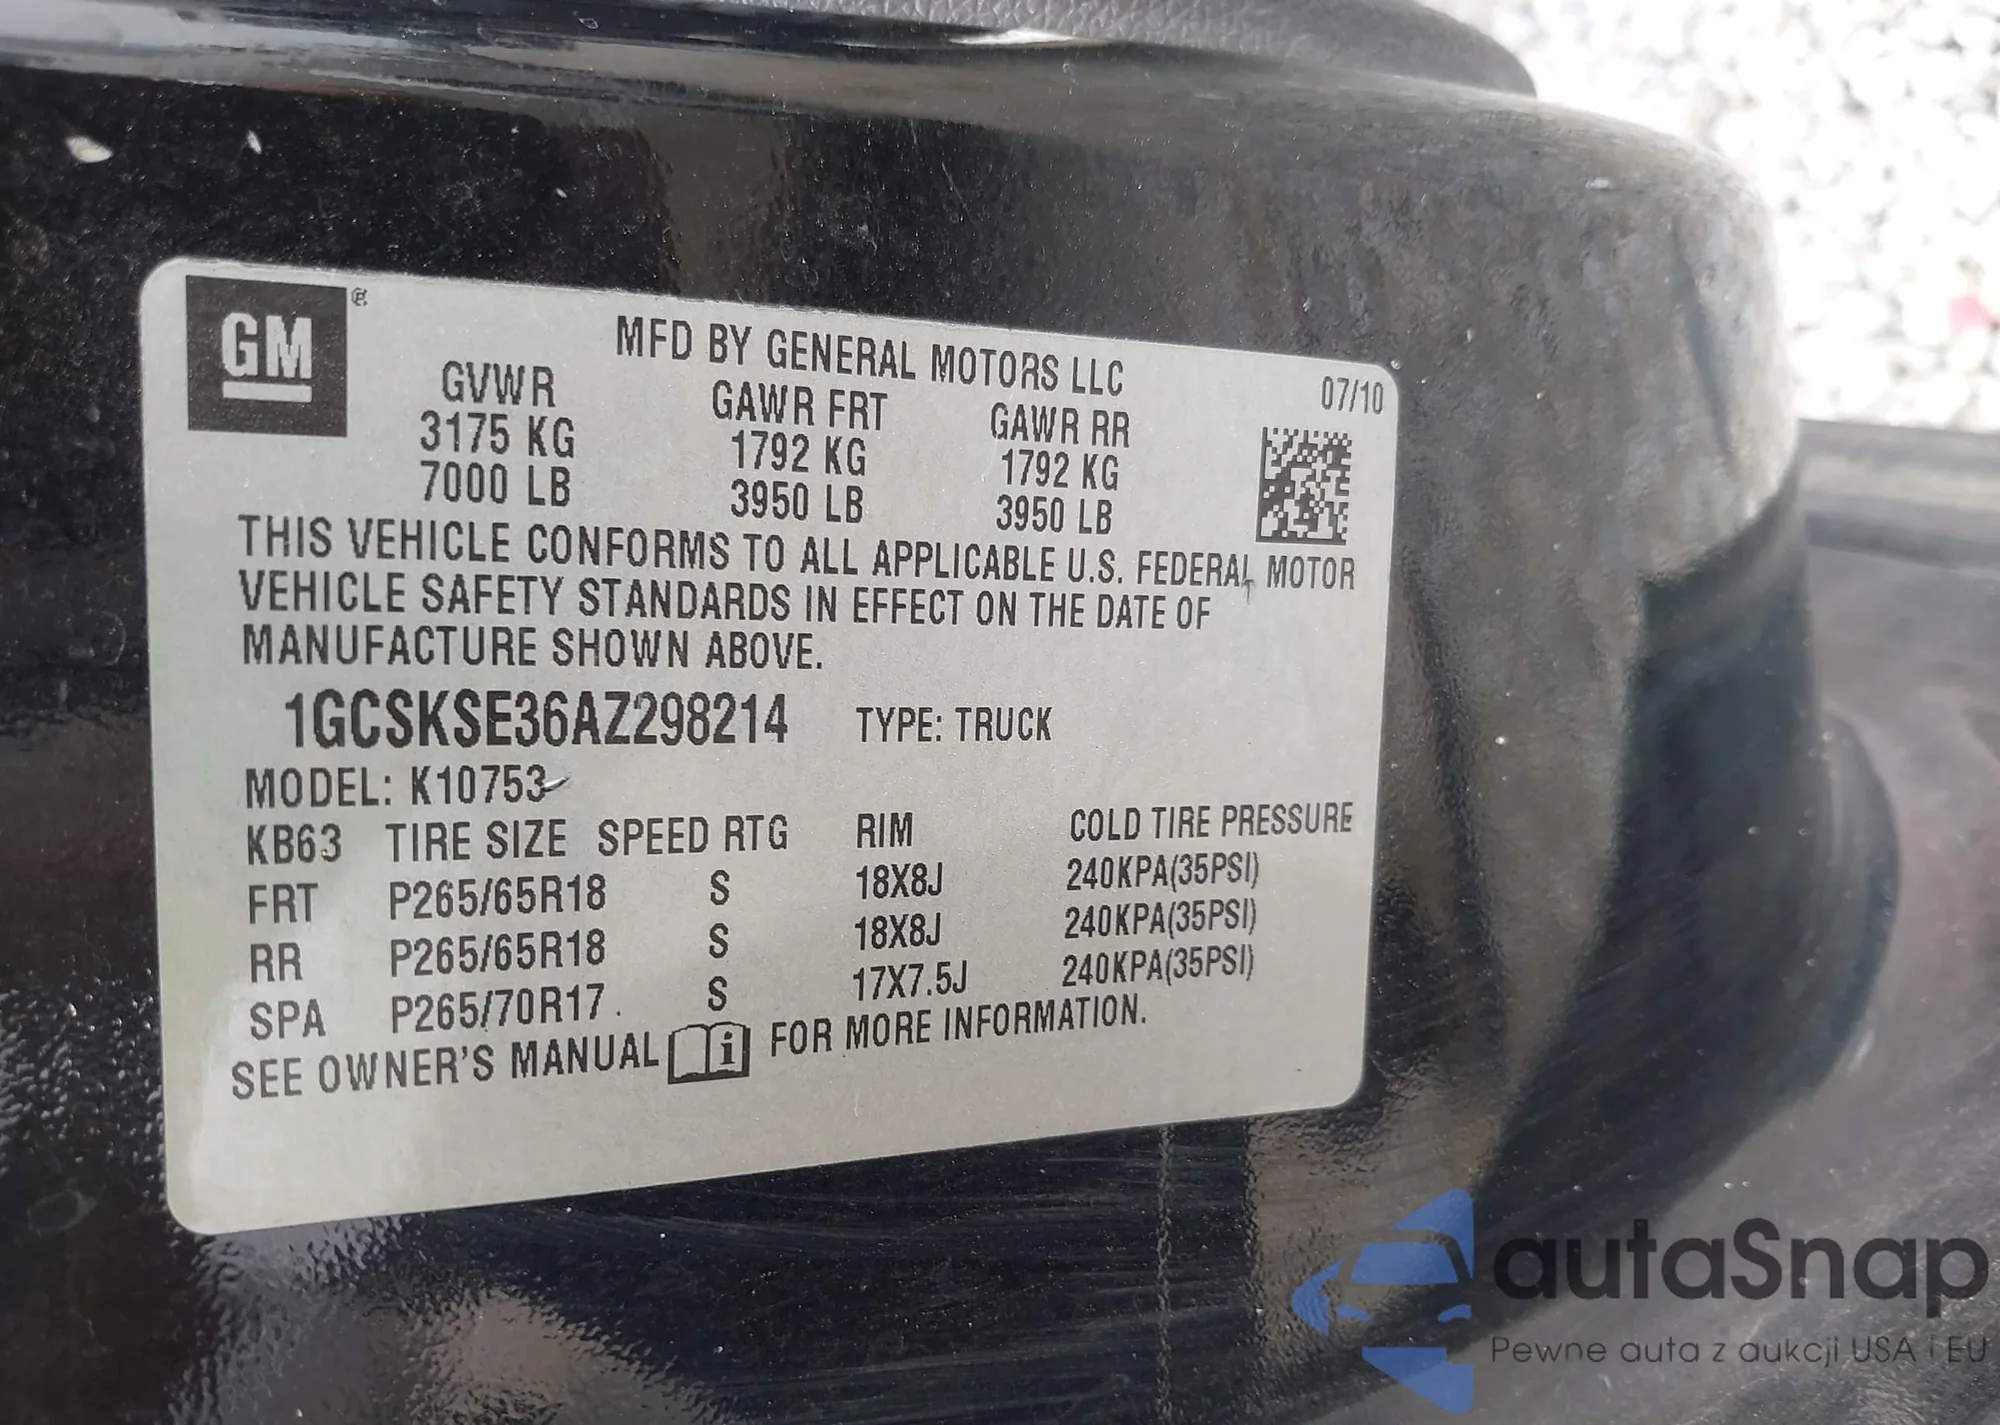 GM®
MFD BY GENERAL MOTORS LLC
07/10
GVWR GAWR FRT GAWR RR
3175 KG 1792 KG 1792 KG
7000 LB 3950 LB 3950 LB
THIS VEHICLE CONFORMS TO ALL APPLICABLE U.S. FEDERAL MOTOR
VEHICLE SAFETY STANDARDS IN EFFECT ON THE DATE OF
MANUFACTURE SHOWN ABOVE.
1GCSKSE36AZ298214 TYPE: TRUCK
MODEL: K10753
KB63 TIRE SIZE SPEED RTG RIM COLD TIRE PRESSURE
FRT P265/65R18 S 18X8J 240KPA(35PSI)
RR P265/65R18 S 18X8J 240KPA(35PSI)
SPA P265/70R17 S 17X7.5J 240KPA(35PSI)
SEE OWNER'S MANUAL i FOR MORE INFORMATION.
autaSnap
Pewne auta z aukcji USA i EU